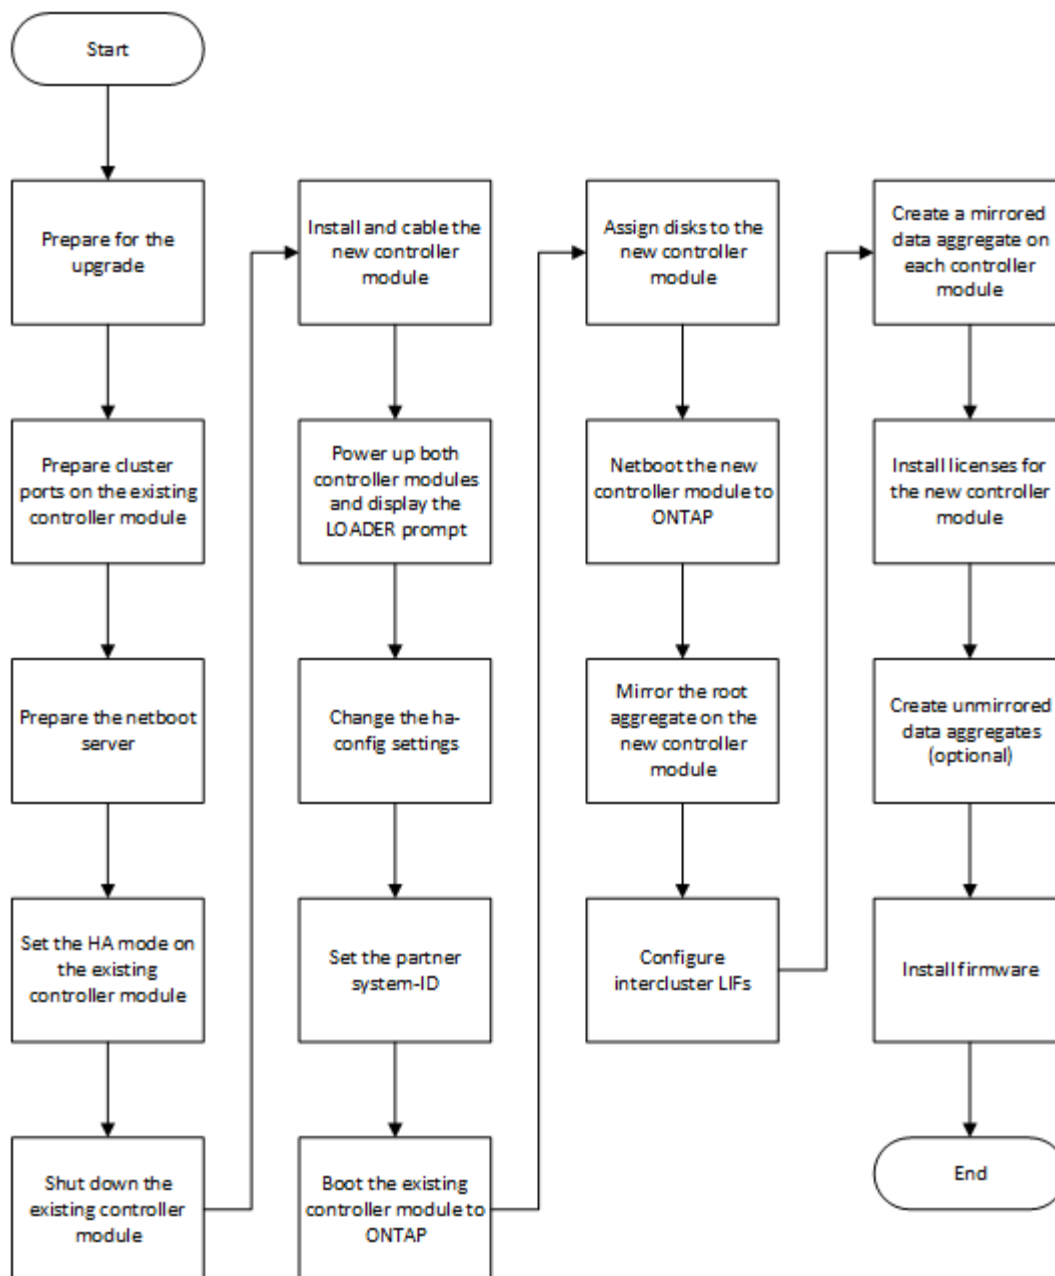 Start
Prepare for the
upgrade
Prepare cluster
ports on the existing
controller module
Prepare the netboot
server
Set the HA mode on
the existing
controller module
Shut down the
existing controller
module
Install and cable the
new controller
module
Power up both
controller modules
and display the
LOADER prompt
Change the ha-
config settings
Set the partner
system-ID
Boot the existing
controller module to
ONTAP
Assign disks to the
new controller
module
Netboot the new
controller module to
ONTAP
Mirror the root
aggregate on the
new controller
module
Configure
intercluster LIFs
Create a mirrored
data aggregate on
each controller
module
Install licenses for
the new controller
module
Create unmirrored
data aggregates
(optional)
Install firmware
End